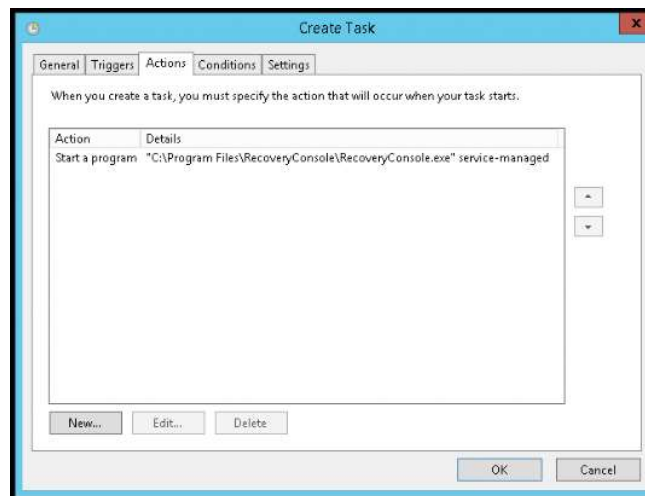 Create Task
x
General Triggers Actions Conditions Settings
When you create a task, you must specify the action that will occur when your task starts.
Action Details
Start a program "C:\Program Files\RecoveryConsole\RecoveryConsole.exe" service-managed
New... Edit... Delete
OK Cancel